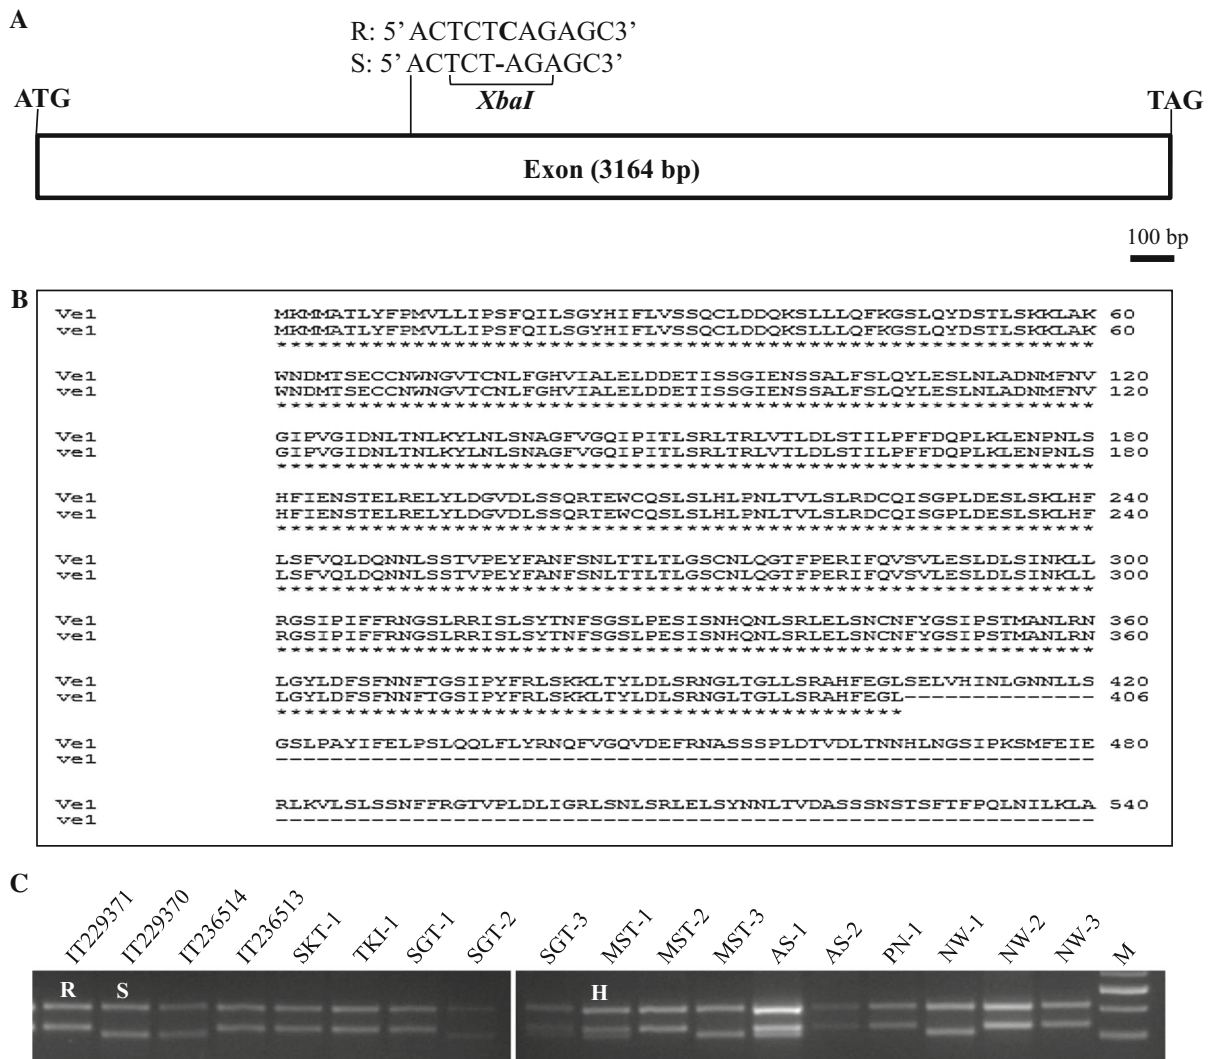 A
R: 5’ ACTCTCAGAGC3’
S: 5’ ACTCT-AGAGC3’
XbaI
ATG
TAG
Exon (3164 bp)
100 bp
B
Ve1 MKMMATLYFPMVLLIPSFQILSGYHIFLVSSQCLDDQKSLLLQFKGSLQYDSTLSKKLAK 60
ve1 MKMMATLYFPMVLLIPSFQILSGYHIFLVSSQCLDDQKSLLLQFKGSLQYDSTLSKKLAK 60
************************************************************
Ve1 WNDMTSECCNWNGVTCNLFGHVIALELDDETISSGIENSSALFSLQYLESLNLADNMFNV 120
ve1 WNDMTSECCNWNGVTCNLFGHVIALELDDETISSGIENSSALFSLQYLESLNLADNMFNV 120
************************************************************
Ve1 GIPVGIDNLTNLKYLNLSNAGFVGQIPITLSRLTRLVTLDLSTILPFFDQPLKLENPNLS 180
ve1 GIPVGIDNLTNLKYLNLSNAGFVGQIPITLSRLTRLVTLDLSTILPFFDQPLKLENPNLS 180
************************************************************
Ve1 HFIENSTELRELYLDGVDLSSQRTEWCQSLSLHLPNLTVLSLRDCQISGPLDESLSKLHF 240
ve1 HFIENSTELRELYLDGVDLSSQRTEWCQSLSLHLPNLTVLSLRDCQISGPLDESLSKLHF 240
************************************************************
Ve1 LSFVQLDQNNLSSTVPEYFANFSNLTTLTLGSCNLQGTFPERIFQVSVLESLDLSINKLL 300
ve1 LSFVQLDQNNLSSTVPEYFANFSNLTTLTLGSCNLQGTFPERIFQVSVLESLDLSINKLL 300
************************************************************
Ve1 RGSIPIFFRNGSLRRISLSYTNFSGSLPESISNHQNLSRLELSNCNFYGSIPSTMANLRN 360
ve1 RGSIPIFFRNGSLRRISLSYTNFSGSLPESISNHQNLSRLELSNCNFYGSIPSTMANLRN 360
************************************************************
Ve1 LGYLDFSFNNFTGSIPYFRLSKKLTYLDLSRNGLTGLLSRAHFEGLSELVHINLGNNLLS 420
ve1 LGYLDFSFNNFTGSIPYFRLSKKLTYLDLSRNGLTGLLSRAHFEGL-------------- 406
**********************************************
Ve1 GSLPAYIFELPSLQQLFLYRNQFVGQVDEFRNASSSPLDTVDLTNNHLNGSIPKSMFEIE 480
ve1 ------------------------------------------------------------
Ve1 RLKVLSLSSNFFRGTVPLDLIGRLSNLSRLELSYNNLTVDASSSNSTSFTFPQLNILKLA 540
ve1 ------------------------------------------------------------
C
IT229371 IT229370 IT236514 IT236513 SKT-1 TKI-1 SGT-1 SGT-2 SGT-3 MST-1 MST-2 MST-3 AS-1 AS-2 PN-1 NW-1 NW-2 NW-3 M
R S H